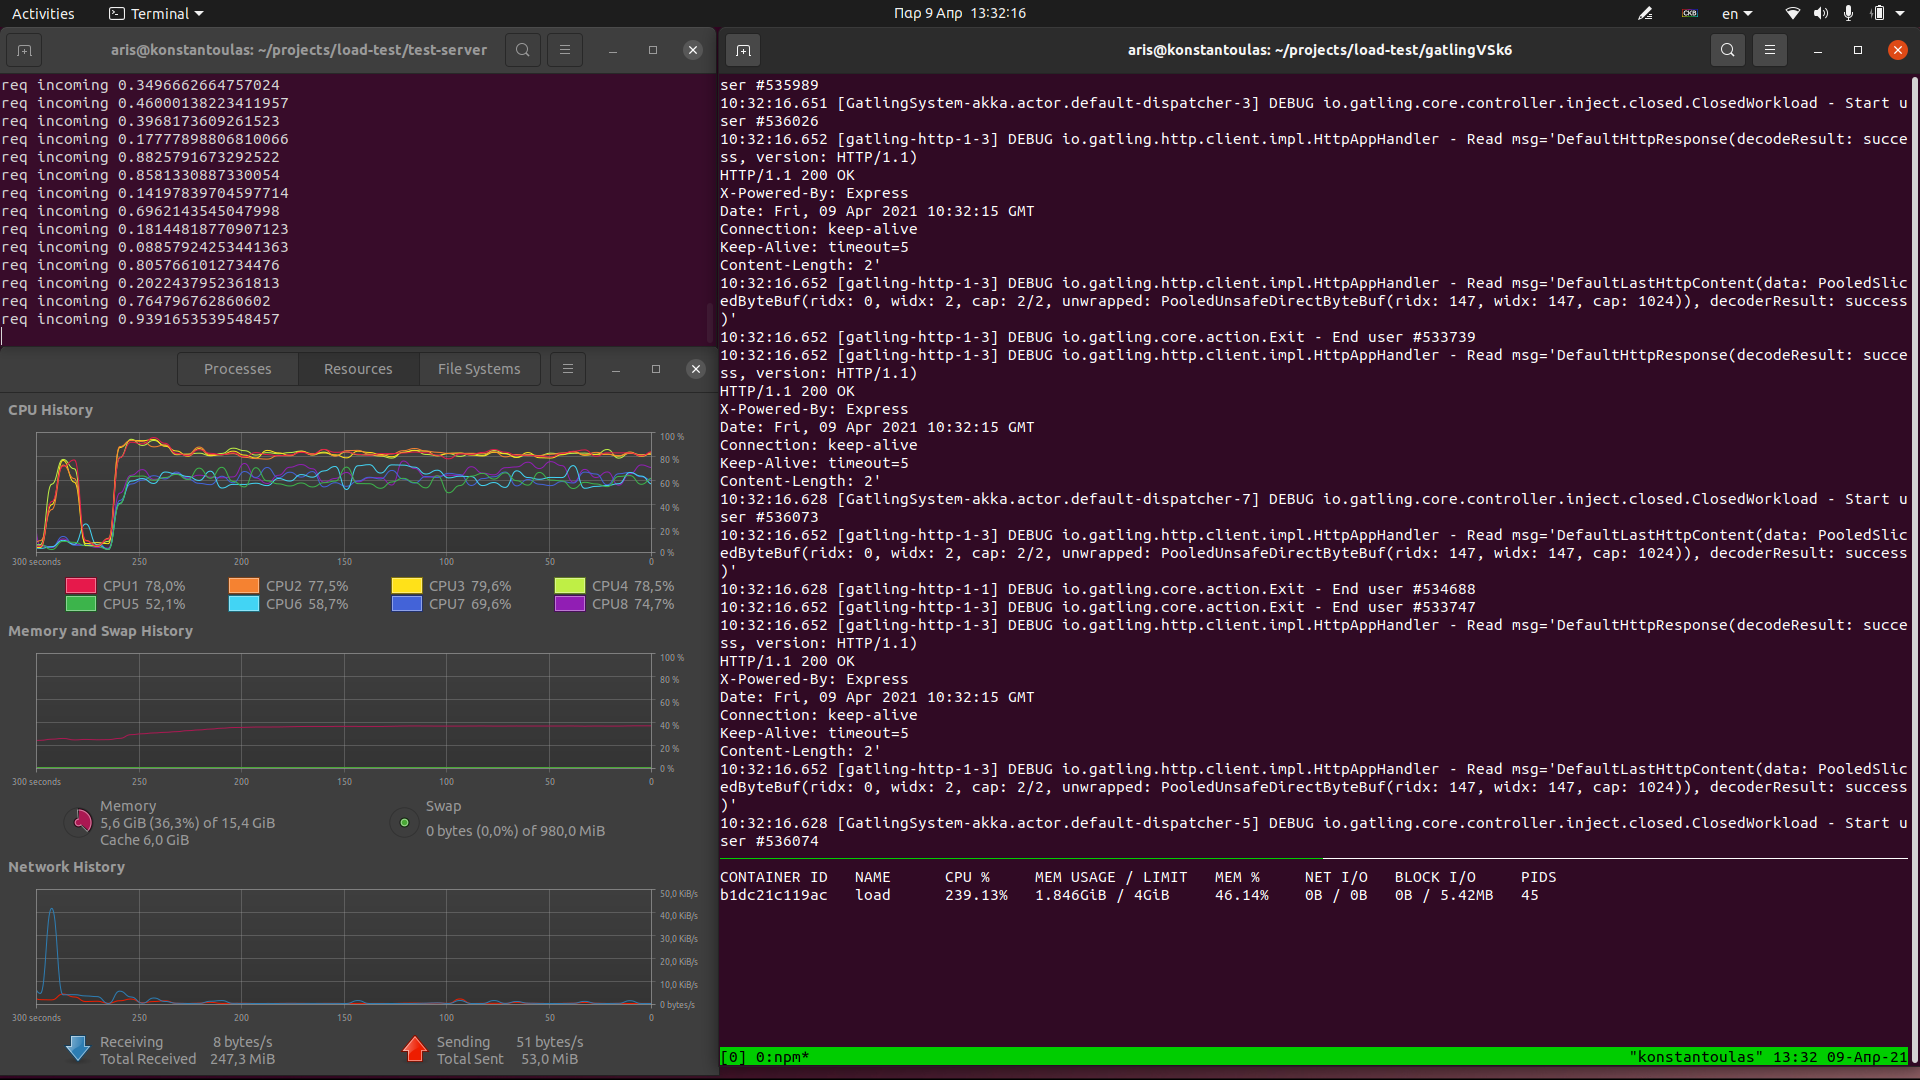 Activities
Terminal
Παρ 9 Απρ 13:32:16
en
aris@konstantoulas: ~/projects/load-test/test-server
req incoming 0.3496662664757024
req incoming 0.46000138223411957
req incoming 0.3968173609261523
req incoming 0.17777898806810066
req incoming 0.8825791673292522
req incoming 0.8581330887330054
req incoming 0.14197839704597714
req incoming 0.6962143545047998
req incoming 0.18144818770907123
req incoming 0.08857924253441363
req incoming 0.8057661012734476
req incoming 0.2022437952361813
req incoming 0.764796762860602
req incoming 0.9391653539548457
Processes Resources File Systems
CPU History
100 %
80 %
60 %
40 %
20 %
0 %
300 seconds 250 200 150 100 50 0
CPU1 78,0% CPU2 77,5% CPU3 79,6% CPU4 78,5%
CPU5 52,1% CPU6 58,7% CPU7 69,6% CPU8 74,7%
Memory and Swap History
100 %
80 %
60 %
40 %
20 %
0 %
300 seconds 250 200 150 100 50 0
Memory
5,6 GiB (36,3%) of 15,4 GiB
Cache 6,0 GiB
Swap
0 bytes (0,0%) of 980,0 MiB
Network History
50,0 KiB/s
40,0 KiB/s
30,0 KiB/s
20,0 KiB/s
10,0 KiB/s
0 bytes/s
300 seconds 250 200 150 100 50 0
Receiving 8 bytes/s
Total Received 247,3 MiB
Sending 51 bytes/s
Total Sent 53,0 MiB
aris@konstantoulas: ~/projects/load-test/gatlingVSk6
ser #535989
10:32:16.651 [GatlingSystem-akka.actor.default-dispatcher-3] DEBUG io.gatling.core.controller.inject.closed.ClosedWorkload - Start u
ser #536026
10:32:16.652 [gatling-http-1-3] DEBUG io.gatling.http.client.impl.HttpAppHandler - Read msg='DefaultHttpResponse(decodeResult: succe
ss, version: HTTP/1.1)
HTTP/1.1 200 OK
X-Powered-By: Express
Date: Fri, 09 Apr 2021 10:32:15 GMT
Connection: keep-alive
Keep-Alive: timeout=5
Content-Length: 2'
10:32:16.652 [gatling-http-1-3] DEBUG io.gatling.http.client.impl.HttpAppHandler - Read msg='DefaultLastHttpContent(data: PooledSlic
edByteBuf(ridx: 0, widx: 2, cap: 2/2, unwrapped: PooledUnsafeDirectByteBuf(ridx: 147, widx: 147, cap: 1024)), decoderResult: success
)'
10:32:16.652 [gatling-http-1-3] DEBUG io.gatling.core.action.Exit - End user #533739
10:32:16.652 [gatling-http-1-3] DEBUG io.gatling.http.client.impl.HttpAppHandler - Read msg='DefaultHttpResponse(decodeResult: succe
ss, version: HTTP/1.1)
HTTP/1.1 200 OK
X-Powered-By: Express
Date: Fri, 09 Apr 2021 10:32:15 GMT
Connection: keep-alive
Keep-Alive: timeout=5
Content-Length: 2'
10:32:16.628 [GatlingSystem-akka.actor.default-dispatcher-7] DEBUG io.gatling.core.controller.inject.closed.ClosedWorkload - Start u
ser #536073
10:32:16.652 [gatling-http-1-3] DEBUG io.gatling.http.client.impl.HttpAppHandler - Read msg='DefaultLastHttpContent(data: PooledSlic
edByteBuf(ridx: 0, widx: 2, cap: 2/2, unwrapped: PooledUnsafeDirectByteBuf(ridx: 147, widx: 147, cap: 1024)), decoderResult: success
)'
10:32:16.628 [gatling-http-1-1] DEBUG io.gatling.core.action.Exit - End user #534688
10:32:16.652 [gatling-http-1-3] DEBUG io.gatling.core.action.Exit - End user #533747
10:32:16.652 [gatling-http-1-3] DEBUG io.gatling.http.client.impl.HttpAppHandler - Read msg='DefaultHttpResponse(decodeResult: succe
ss, version: HTTP/1.1)
HTTP/1.1 200 OK
X-Powered-By: Express
Date: Fri, 09 Apr 2021 10:32:15 GMT
Connection: keep-alive
Keep-Alive: timeout=5
Content-Length: 2'
10:32:16.652 [gatling-http-1-3] DEBUG io.gatling.http.client.impl.HttpAppHandler - Read msg='DefaultLastHttpContent(data: PooledSlic
edByteBuf(ridx: 0, widx: 2, cap: 2/2, unwrapped: PooledUnsafeDirectByteBuf(ridx: 147, widx: 147, cap: 1024)), decoderResult: success
)'
10:32:16.628 [GatlingSystem-akka.actor.default-dispatcher-5] DEBUG io.gatling.core.controller.inject.closed.ClosedWorkload - Start u
ser #536074
CONTAINER ID NAME CPU % MEM USAGE / LIMIT MEM % NET I/O BLOCK I/O PIDS
b1dc21c119ac load 239.13% 1.846GiB / 4GiB 46.14% 0B / 0B 0B / 5.42MB 45
[0] 0:npm* "konstantoulas" 13:32 09-Απρ-21